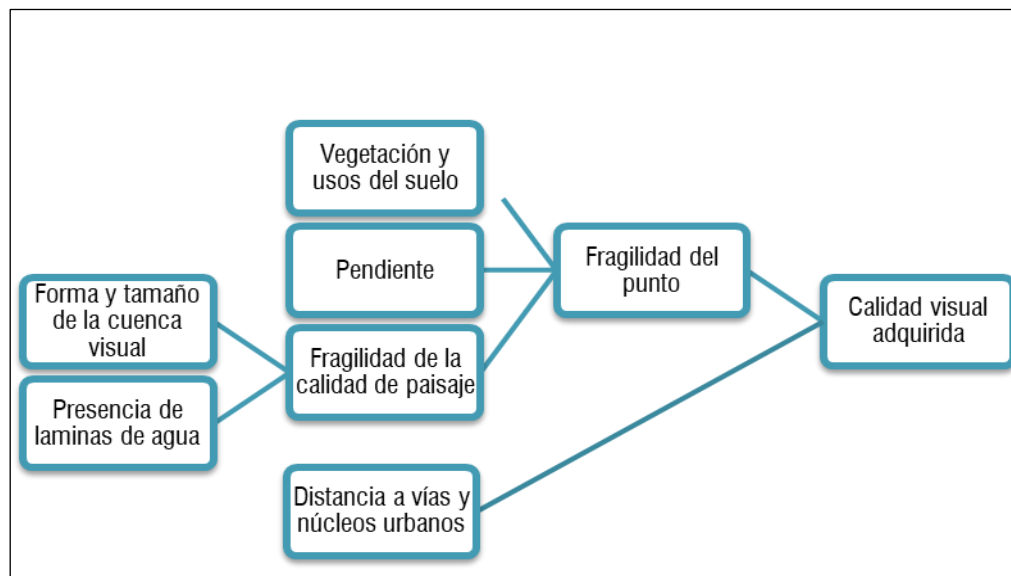 Vegetación y
usos del suelo
Pendiente
Fragilidad del
punto
Forma y tamaño
de la cuenca
visual
Calidad visual
adquirida
Fragilidad de la
calidad de paisaje
Presencia de
laminas de agua
Distancia a vías y
núcleos urbanos